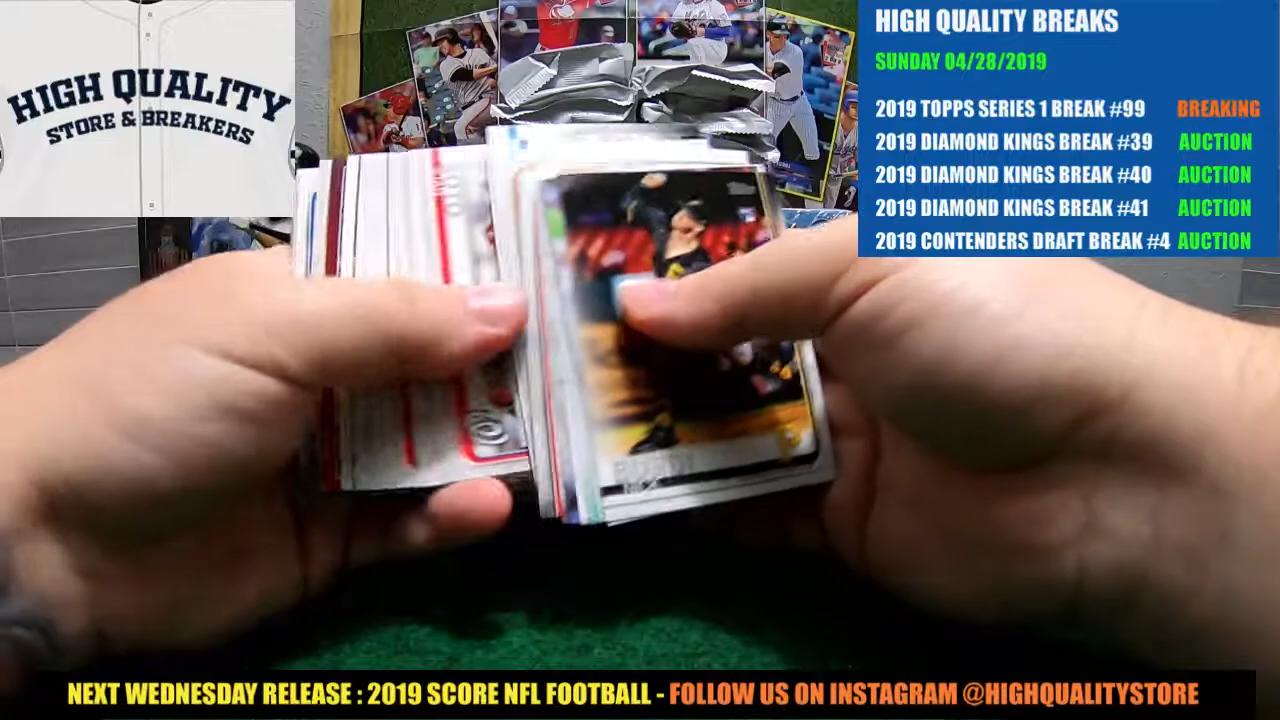 HIGH QUALITY
STORE & BREAKERS
HIGH QUALITY BREAKS
SUNDAY 04/28/2019
2019 TOPPS SERIES 1 BREAK #99 BREAKING
2019 DIAMOND KINGS BREAK #39 AUCTION
2019 DIAMOND KINGS BREAK #40 AUCTION
2019 DIAMOND KINGS BREAK #41 AUCTION
2019 CONTENDERS DRAFT BREAK #4 AUCTION
NEXT WEDNESDAY RELEASE : 2019 SCORE NFL FOOTBALL - FOLLOW US ON INSTAGRAM @HIGHQUALITYSTORE